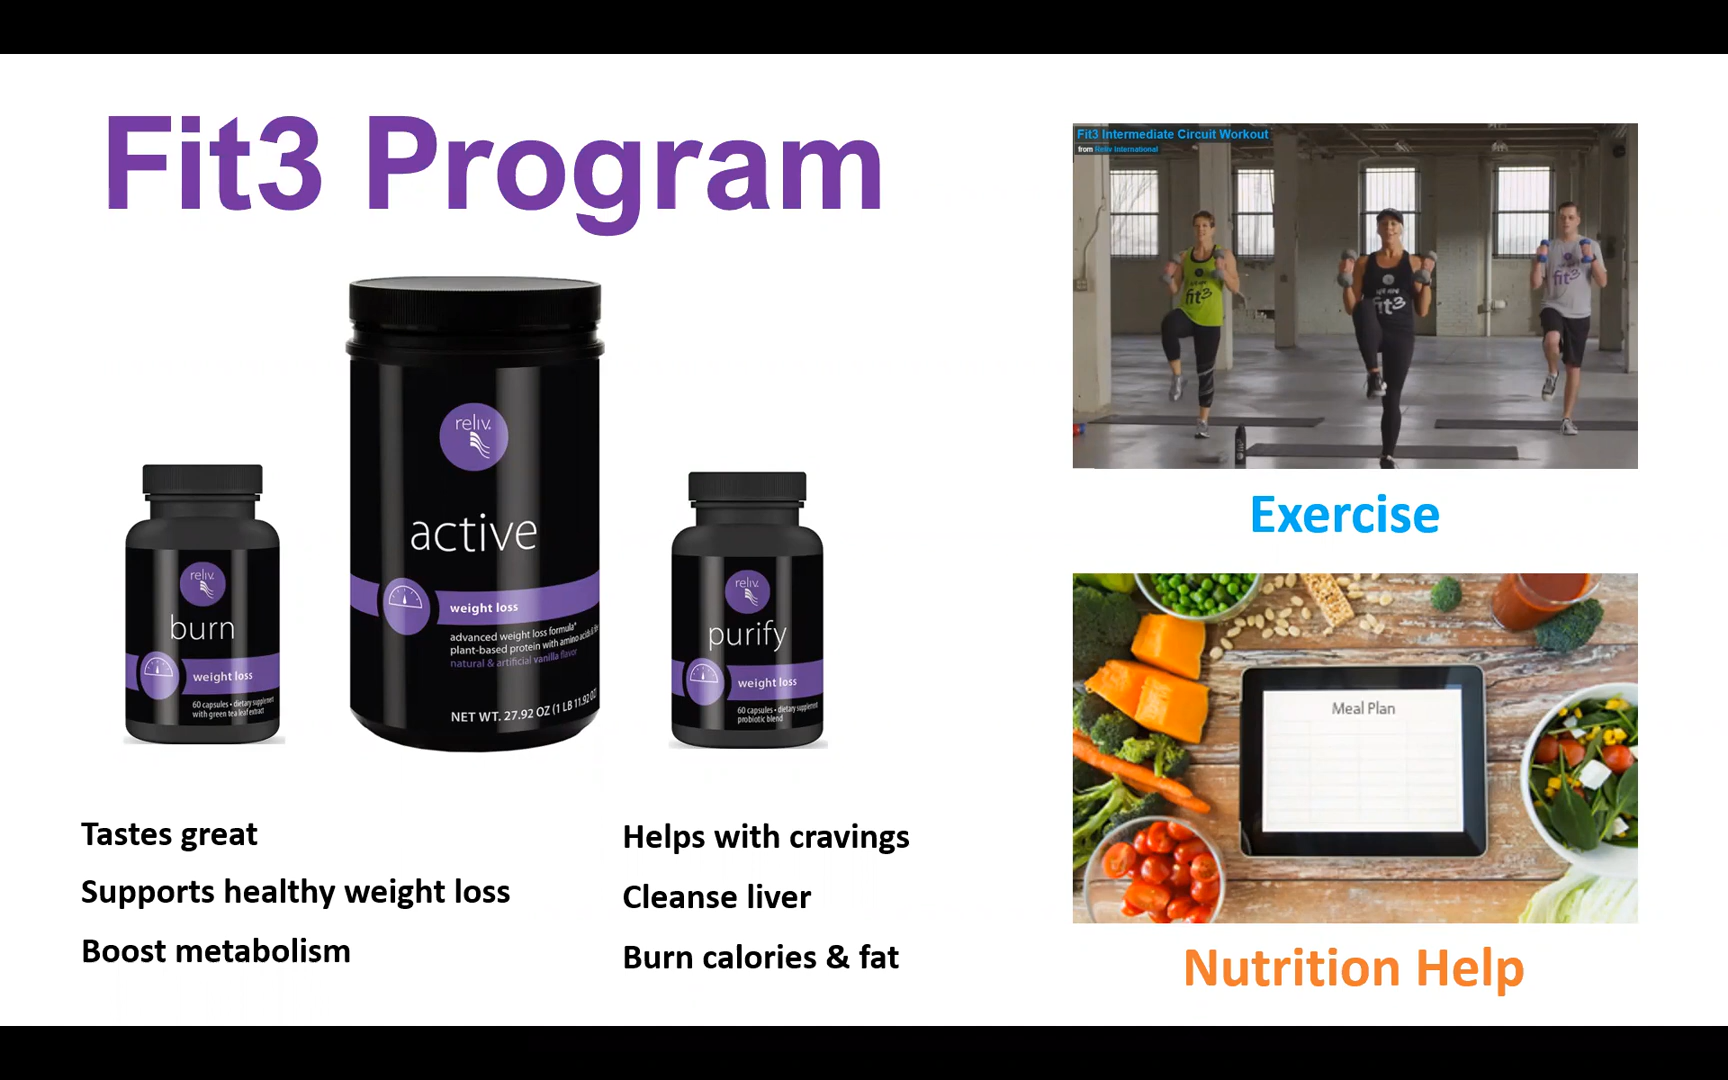 Fit3 Program
reliv
active
weight loss
advanced weight loss formula*
plant-based protein with amino acids &
natural & artificial vanilla flavor
NET WT. 27.92 OZ (1 LB 11.92 OZ)
reliv
burn
weight loss
60 capsules • dietary supplement
with green tea leaf extract
reliv
purify
weight loss
60 capsules • dietary supplement
probiotic blend
Tastes great
Supports healthy weight loss
Boost metabolism
Helps with cravings
Cleanse liver
Burn calories & fat
Fit3 Intermediate Circuit Workout
from Reliv International
fit3
fit3
fit3
Exercise
Meal Plan
Nutrition Help